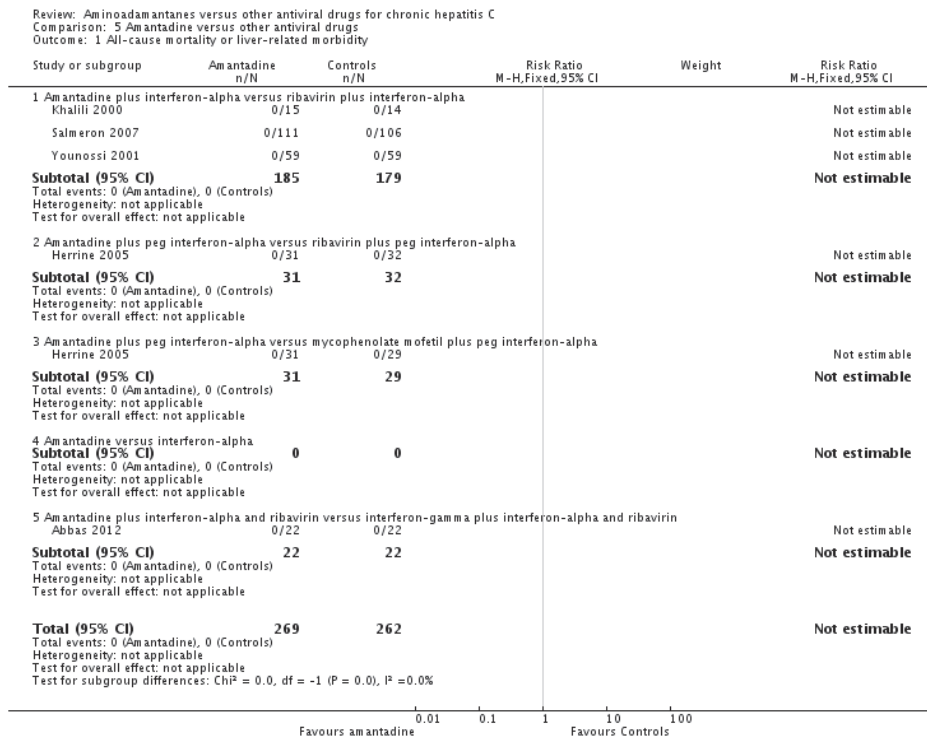 Review: Aminoadamantanes versus other antiviral drugs for chronic hepatitis C
Comparison: 5 Amantadine versus other antiviral drugs
Outcome: 1 All-cause mortality or liver-related morbidity
Study or subgroup Amantadine Controls Risk Ratio Weight Risk Ratio
n/N n/N M-H,Fixed,95% CI M-H,Fixed,95% CI
1 Amantadine plus interferon-alpha versus ribavirin plus interferon-alpha
Khalili 2000 0/15 0/14 Not estimable
Salmeron 2007 0/111 0/106 Not estimable
Younossi 2001 0/59 0/59 Not estimable
Subtotal (95% CI) 185 179 Not estimable
Total events: 0 (Amantadine), 0 (Controls)
Heterogeneity: not applicable
Test for overall effect: not applicable
2 Amantadine plus peg interferon-alpha versus ribavirin plus peg interferon-alpha
Herrine 2005 0/31 0/32 Not estimable
Subtotal (95% CI) 31 32 Not estimable
Total events: 0 (Amantadine), 0 (Controls)
Heterogeneity: not applicable
Test for overall effect: not applicable
3 Amantadine plus peg interferon-alpha versus mycophenolate mofetil plus peg interferon-alpha
Herrine 2005 0/31 0/29 Not estimable
Subtotal (95% CI) 31 29 Not estimable
Total events: 0 (Amantadine), 0 (Controls)
Heterogeneity: not applicable
Test for overall effect: not applicable
4 Amantadine versus interferon-alpha
Subtotal (95% CI) 0 0 Not estimable
Total events: 0 (Amantadine), 0 (Controls)
Heterogeneity: not applicable
Test for overall effect: not applicable
5 Amantadine plus interferon-alpha and ribavirin versus interferon-gamma plus interferon-alpha and ribavirin
Abbas 2012 0/22 0/22 Not estimable
Subtotal (95% CI) 22 22 Not estimable
Total events: 0 (Amantadine), 0 (Controls)
Heterogeneity: not applicable
Test for overall effect: not applicable
Total (95% CI) 269 262 Not estimable
Total events: 0 (Amantadine), 0 (Controls)
Heterogeneity: not applicable
Test for overall effect: not applicable
Test for subgroup differences: Chi² = 0.0, df = -1 (P = 0.0), I² =0.0%
0.01 0.1 1 10 100
Favours amantadine Favours Controls